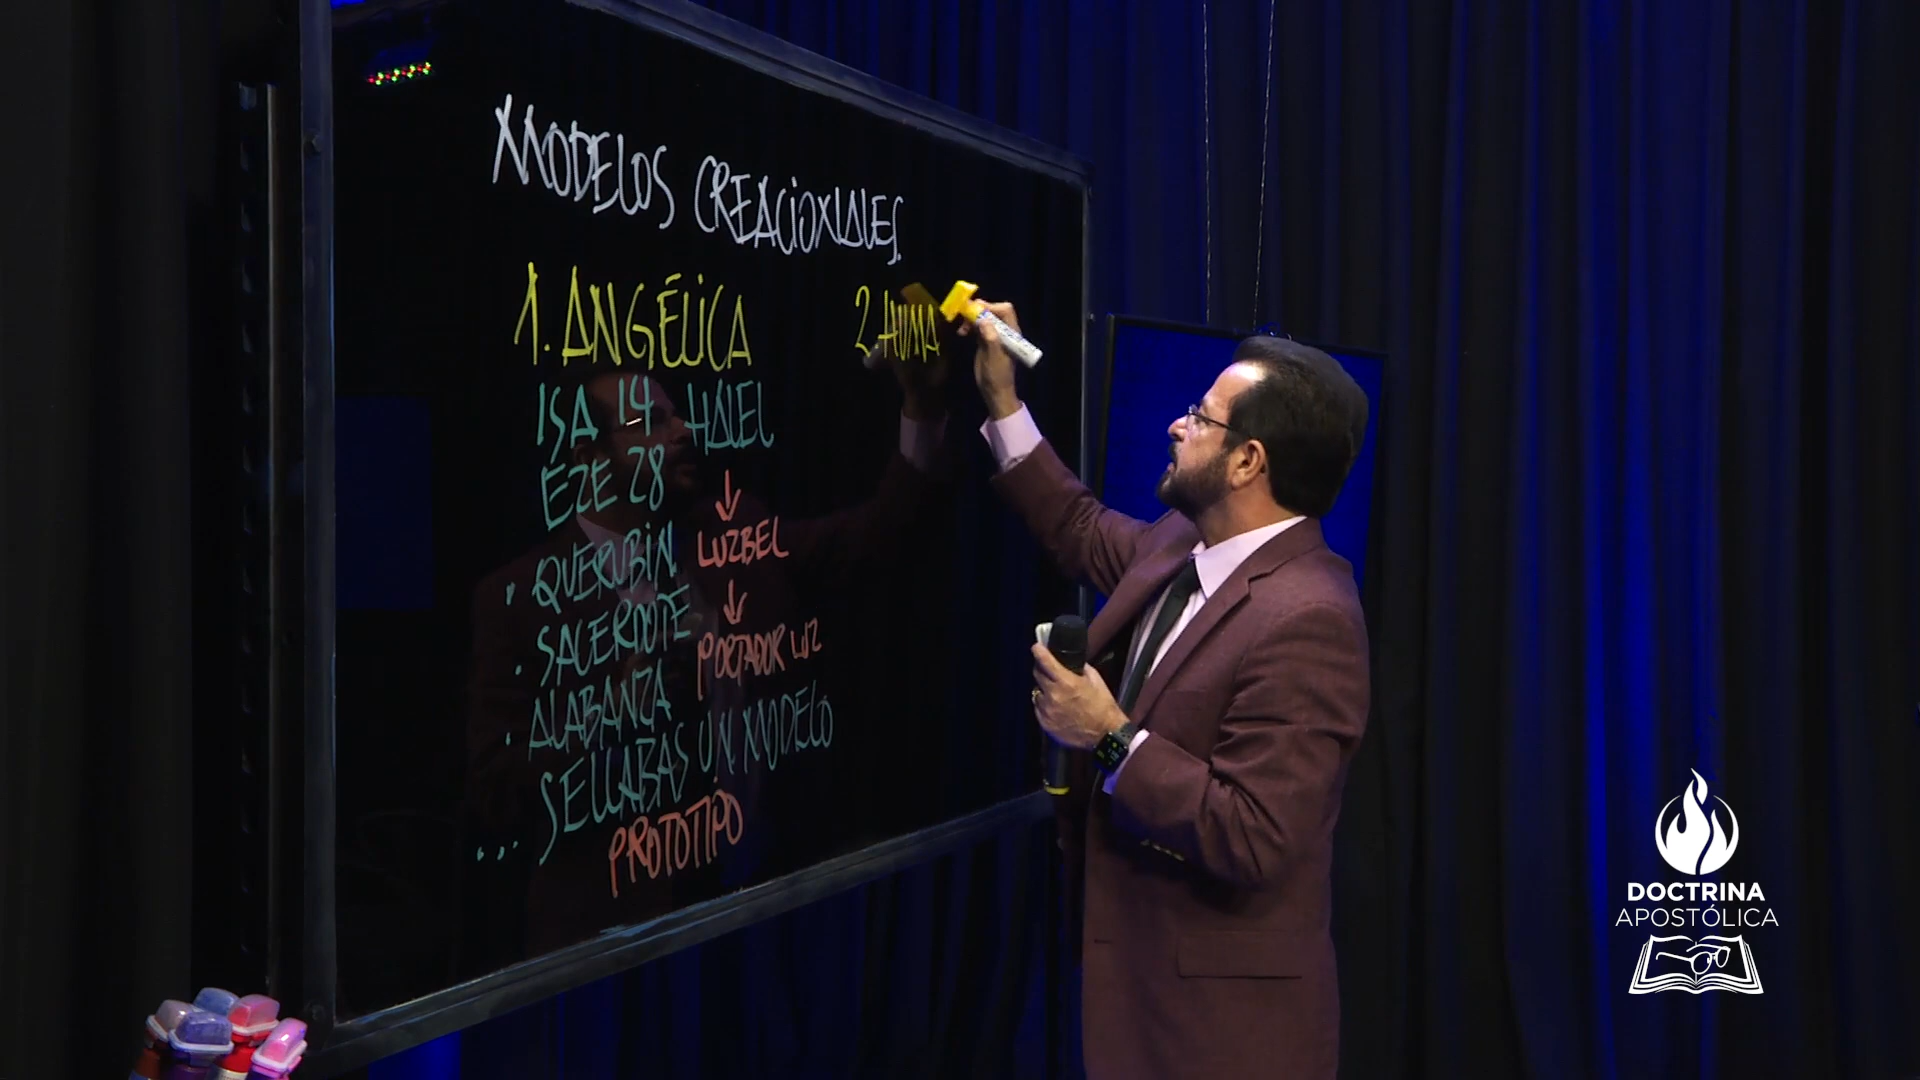 MODELOS CREACIONALES.
1. ANGÉLICA
2. HUMA
ISA 14 HALEL
EZE 28
LUZBEL
• QUERUBIN
• SACERDOTE
PORTADOR LUZ
• ALABANZA
... SELLABAS UN MODELO
PROTOTIPO
DOCTRINA
APOSTÓLICA